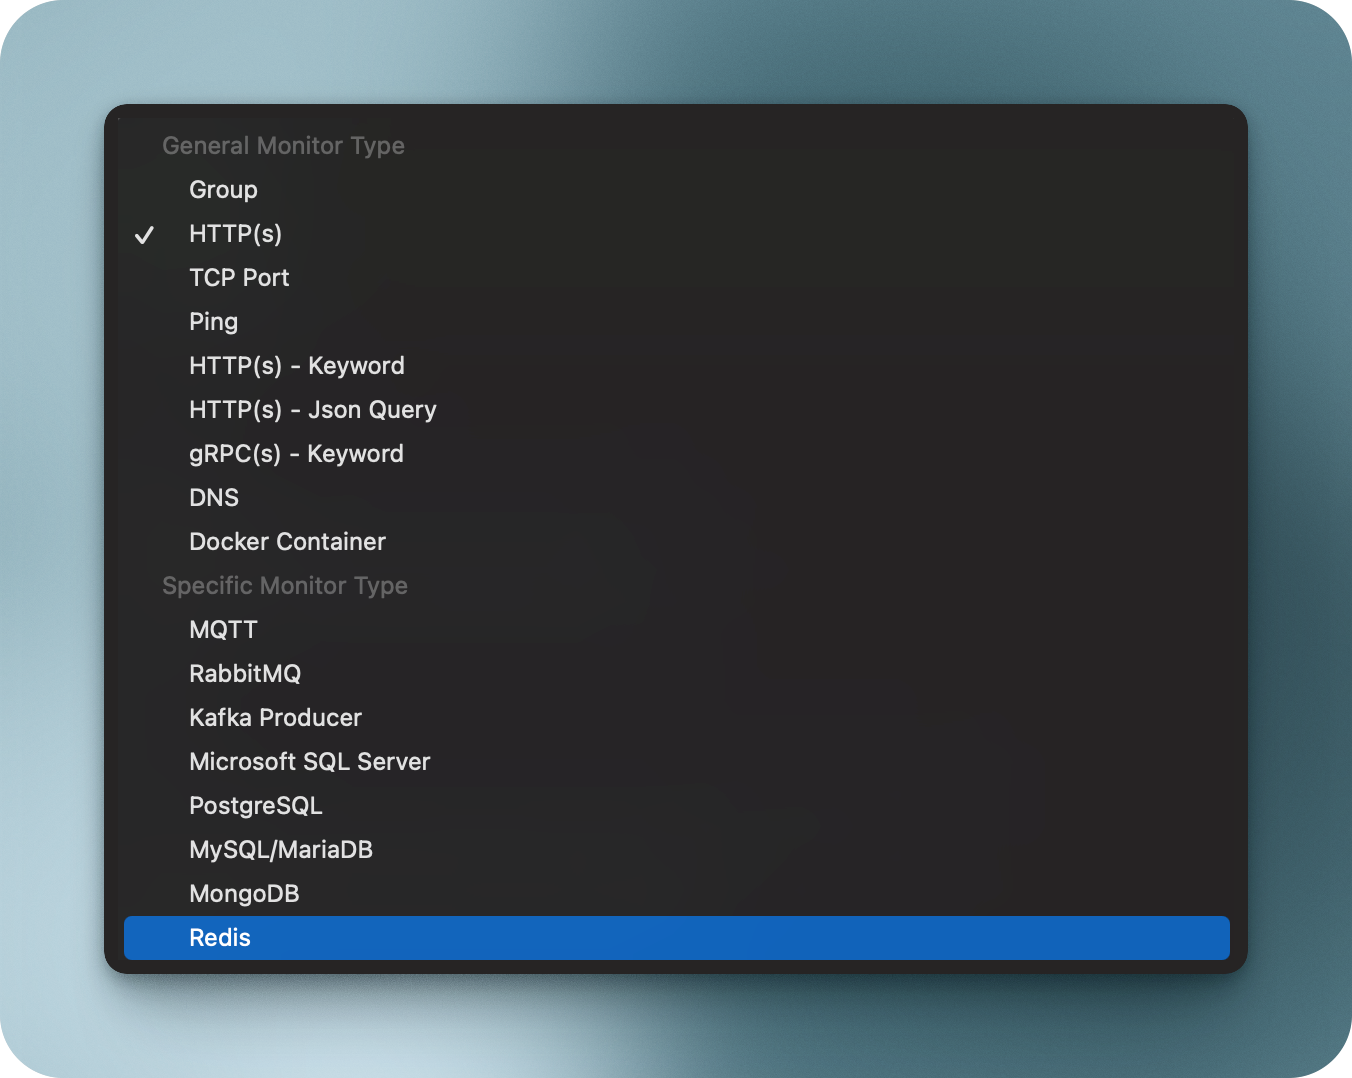 General Monitor Type
Group
HTTP(s)
TCP Port
Ping
HTTP(s) - Keyword
HTTP(s) - Json Query
gRPC(s) - Keyword
DNS
Docker Container
Specific Monitor Type
MQTT
RabbitMQ
Kafka Producer
Microsoft SQL Server
PostgreSQL
MySQL/MariaDB
MongoDB
Redis